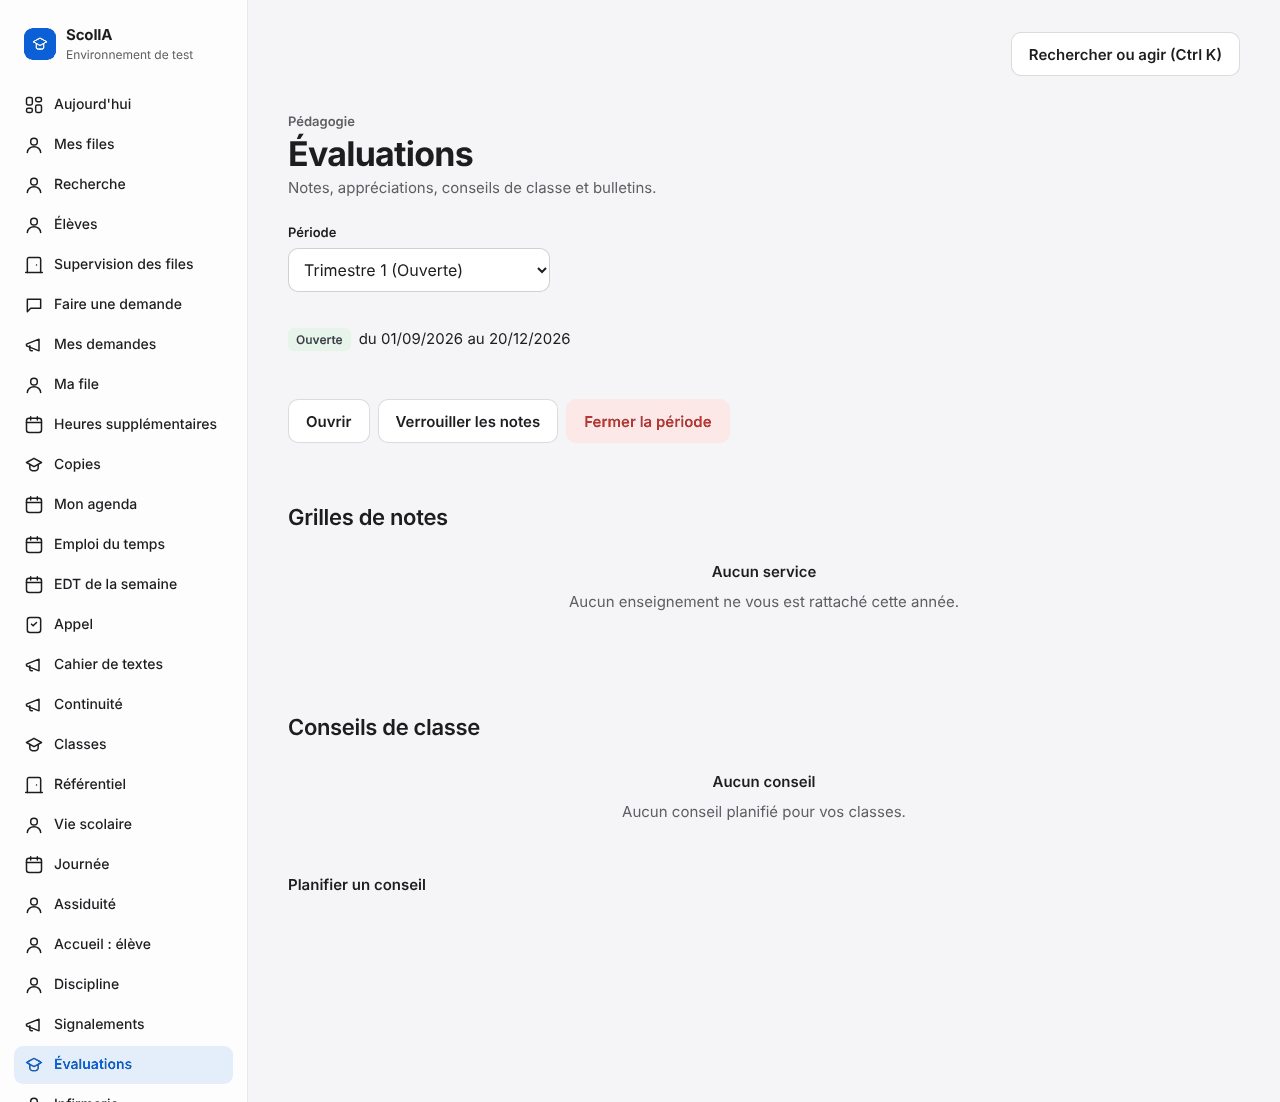 ScolIA
Environnement de test
Aujourd'hui
Mes files
Recherche
Élèves
Supervision des files
Faire une demande
Mes demandes
Ma file
Heures supplémentaires
Copies
Mon agenda
Emploi du temps
EDT de la semaine
Appel
Cahier de textes
Continuité
Classes
Référentiel
Vie scolaire
Journée
Assiduité
Accueil : élève
Discipline
Signalements
Évaluations
Infirmerie
Rechercher ou agir (Ctrl K)
Pédagogie
Évaluations
Notes, appréciations, conseils de classe et bulletins.
Période
Trimestre 1 (Ouverte)
Ouverte du 01/09/2026 au 20/12/2026
Ouvrir Verrouiller les notes Fermer la période
Grilles de notes
Aucun service
Aucun enseignement ne vous est rattaché cette année.
Conseils de classe
Aucun conseil
Aucun conseil planifié pour vos classes.
Planifier un conseil